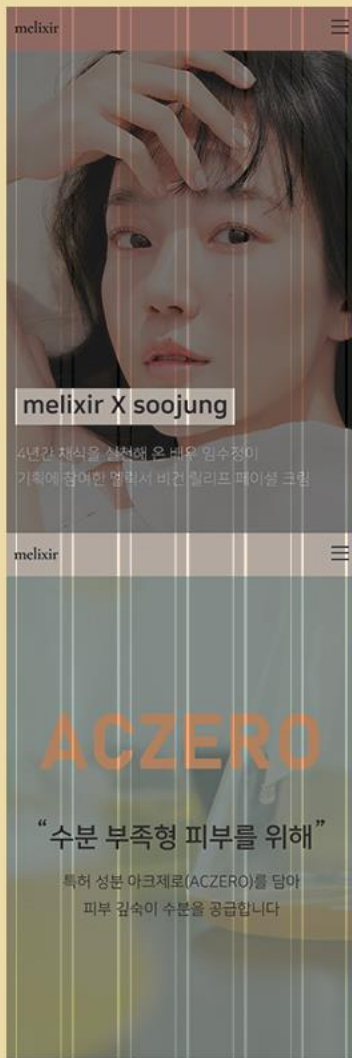 melixir
melixir X soojung
4년간 채식을 실천해 온 배우 임수정이
기획에 참여한 멜릭서 비건 릴리프 페이셜 크림
melixir
ACZERO
“수분 부족형 피부를 위해”
특허 성분 아크제로(ACZERO)를 담아
피부 깊숙이 수분을 공급합니다